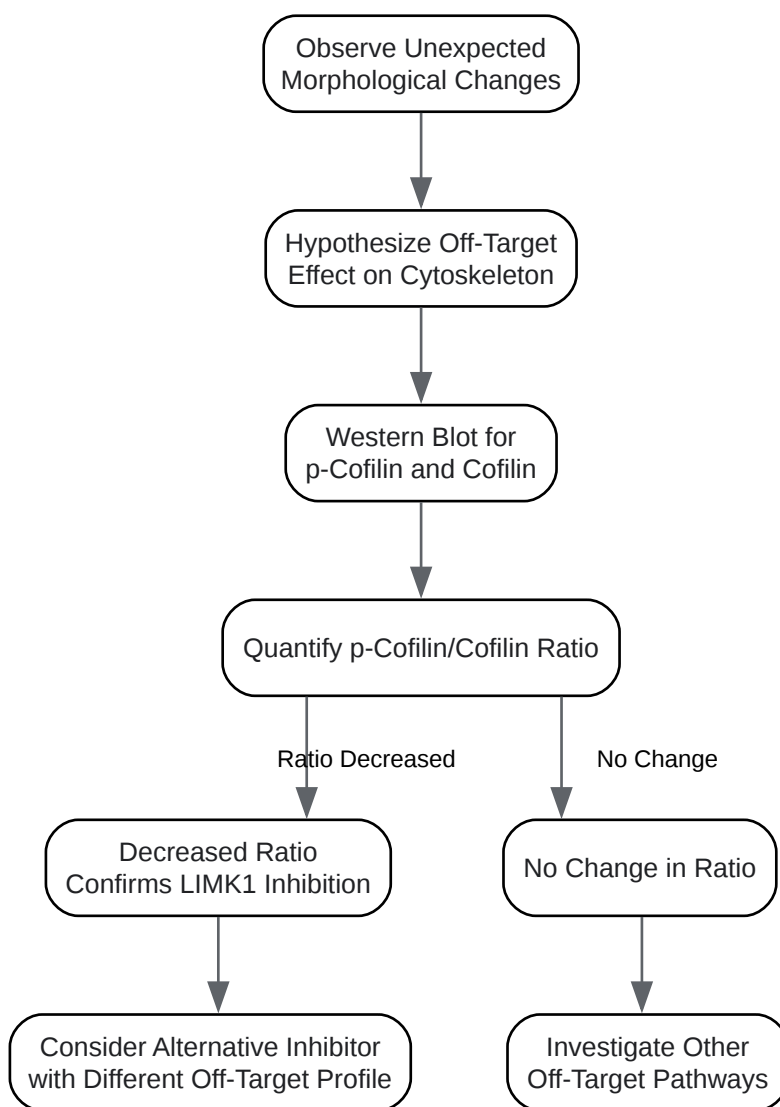 Observe Unexpected
Morphological Changes
Hypothesize Off-Target
Effect on Cytoskeleton
Western Blot for
p-Cofilin and Cofilin
Quantify p-Cofilin/Cofilin Ratio
Ratio Decreased
No Change
Decreased Ratio
Confirms LIMK1 Inhibition
No Change in Ratio
Consider Alternative Inhibitor
with Different Off-Target Profile
Investigate Other
Off-Target Pathways